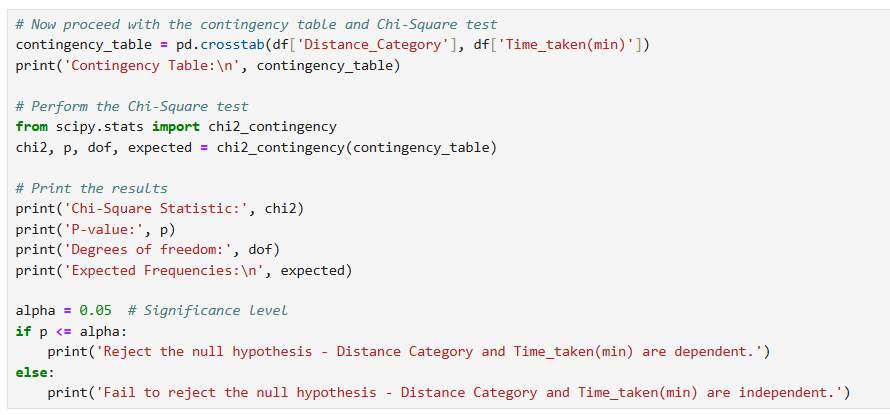 # Now proceed with the contingency table and Chi-Square test
contingency_table = pd.crosstab(df['Distance_Category'], df['Time_taken(min)'])
print('Contingency Table:\n', contingency_table)
# Perform the Chi-Square test
from scipy.stats import chi2_contingency
chi2, p, dof, expected = chi2_contingency(contingency_table)
# Print the results
print('Chi-Square Statistic:', chi2)
print('P-value:', p)
print('Degrees of freedom:', dof)
print('Expected Frequencies:\n', expected)
alpha = 0.05  # Significance level
if p <= alpha:
    print('Reject the null hypothesis - Distance Category and Time_taken(min) are dependent.')
else:
    print('Fail to reject the null hypothesis - Distance Category and Time_taken(min) are independent.')